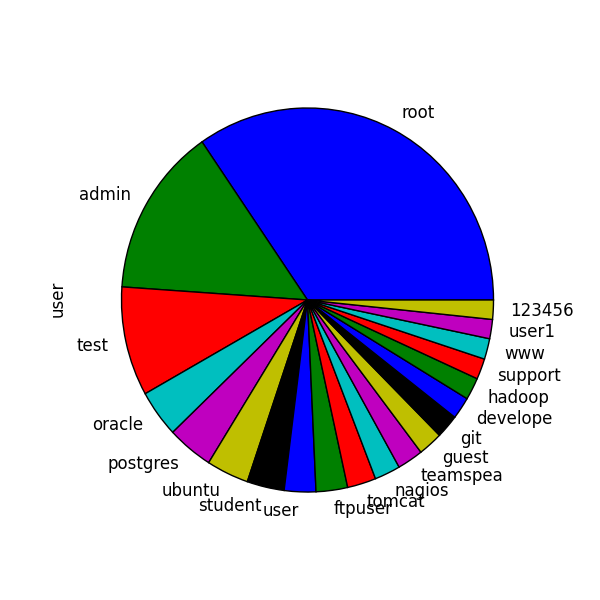 root
admin
user
test
oracle
postgres
ubuntu
student
user
ftpuser
tomcat
nagios
teamspea
guest
git
develope
hadoop
support
www
user1
123456